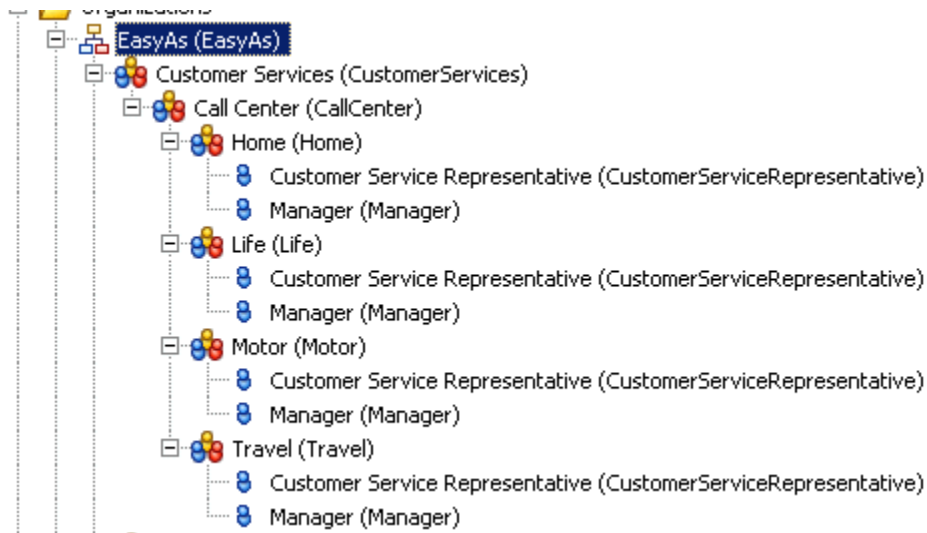 Organizations
EasyAs (EasyAs)
Customer Services (CustomerServices)
Call Center (CallCenter)
Home (Home)
Customer Service Representative (CustomerServiceRepresentative)
Manager (Manager)
Life (Life)
Customer Service Representative (CustomerServiceRepresentative)
Manager (Manager)
Motor (Motor)
Customer Service Representative (CustomerServiceRepresentative)
Manager (Manager)
Travel (Travel)
Customer Service Representative (CustomerServiceRepresentative)
Manager (Manager)